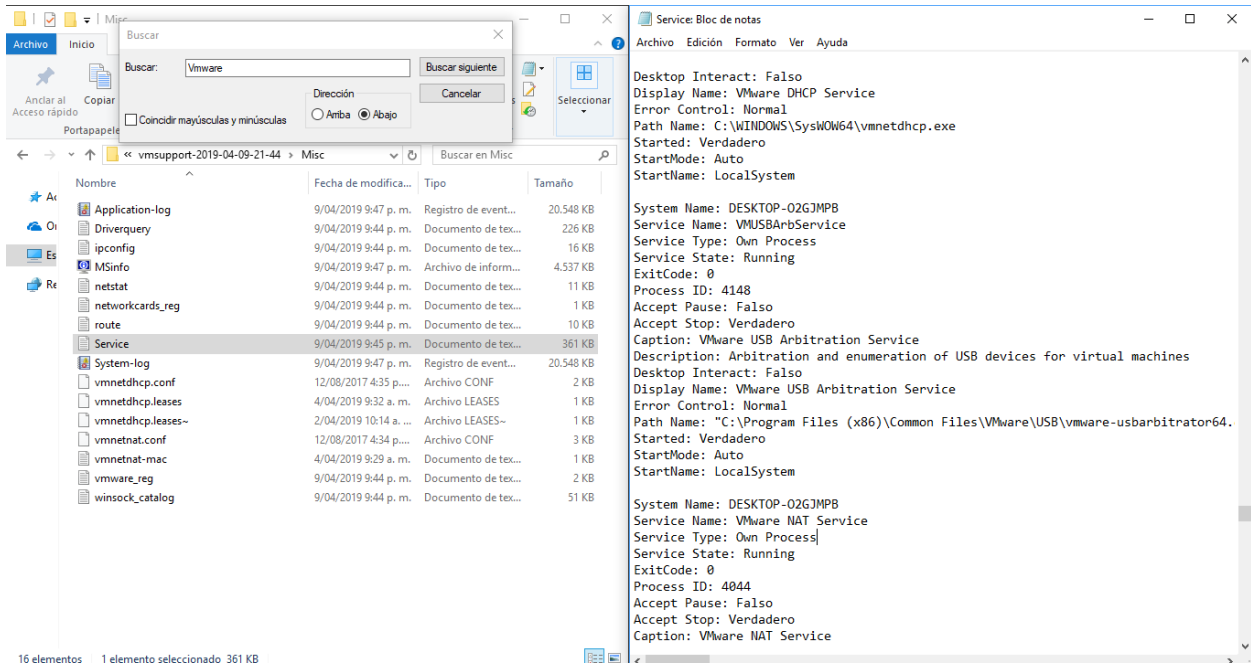 Misc
Archivo
Inicio
Anclar al
Acceso rápido
Copiar
Portapapele
Seleccionar
Buscar
Buscar:
Vmware
Buscar siguiente
Cancelar
Dirección
Arriba
Abajo
Coincidir mayúsculas y minúsculas
« vmsupport-2019-04-09-21-44 > Misc
Buscar en Misc
Nombre Fecha de modifica... Tipo Tamaño
Application-log 9/04/2019 9:47 p. m. Registro de event... 20.548 KB
Driverquery 9/04/2019 9:44 p. m. Documento de tex... 226 KB
ipconfig 9/04/2019 9:44 p. m. Documento de tex... 16 KB
MSinfo 9/04/2019 9:47 p. m. Archivo de inform... 4.537 KB
netstat 9/04/2019 9:44 p. m. Documento de tex... 11 KB
networkcards_reg 9/04/2019 9:44 p. m. Documento de tex... 1 KB
route 9/04/2019 9:44 p. m. Documento de tex... 10 KB
Service 9/04/2019 9:45 p. m. Documento de tex... 361 KB
System-log 9/04/2019 9:47 p. m. Registro de event... 20.548 KB
vmnetdhcp.conf 12/08/2017 4:35 p.... Archivo CONF 2 KB
vmnetdhcp.leases 4/04/2019 9:32 a. m. Archivo LEASES 1 KB
vmnetdhcp.leases~ 2/04/2019 10:14 a. ... Archivo LEASES~ 1 KB
vmnetnat.conf 12/08/2017 4:34 p.... Archivo CONF 3 KB
vmnetnat-mac 4/04/2019 9:29 a. m. Documento de tex... 1 KB
vmware_reg 9/04/2019 9:44 p. m. Documento de tex... 2 KB
winsock_catalog 9/04/2019 9:44 p. m. Documento de tex... 51 KB
Ac
Or
Es
Re
16 elementos 1 elemento seleccionado 361 KB
Service: Bloc de notas
Archivo Edición Formato Ver Ayuda
Desktop Interact: Falso
Display Name: VMware DHCP Service
Error Control: Normal
Path Name: C:\WINDOWS\SysWOW64\vmnetdhcp.exe
Started: Verdadero
StartMode: Auto
StartName: LocalSystem
System Name: DESKTOP-O2GJMPB
Service Name: VMUSBArbService
Service Type: Own Process
Service State: Running
ExitCode: 0
Process ID: 4148
Accept Pause: Falso
Accept Stop: Verdadero
Caption: VMware USB Arbitration Service
Description: Arbitration and enumeration of USB devices for virtual machines
Desktop Interact: Falso
Display Name: VMware USB Arbitration Service
Error Control: Normal
Path Name: "C:\Program Files (x86)\Common Files\VMware\USB\vmware-usbarbitrator64.
Started: Verdadero
StartMode: Auto
StartName: LocalSystem
System Name: DESKTOP-O2GJMPB
Service Name: VMware NAT Service
Service Type: Own Process
Service State: Running
ExitCode: 0
Process ID: 4044
Accept Pause: Falso
Accept Stop: Verdadero
Caption: VMware NAT Service